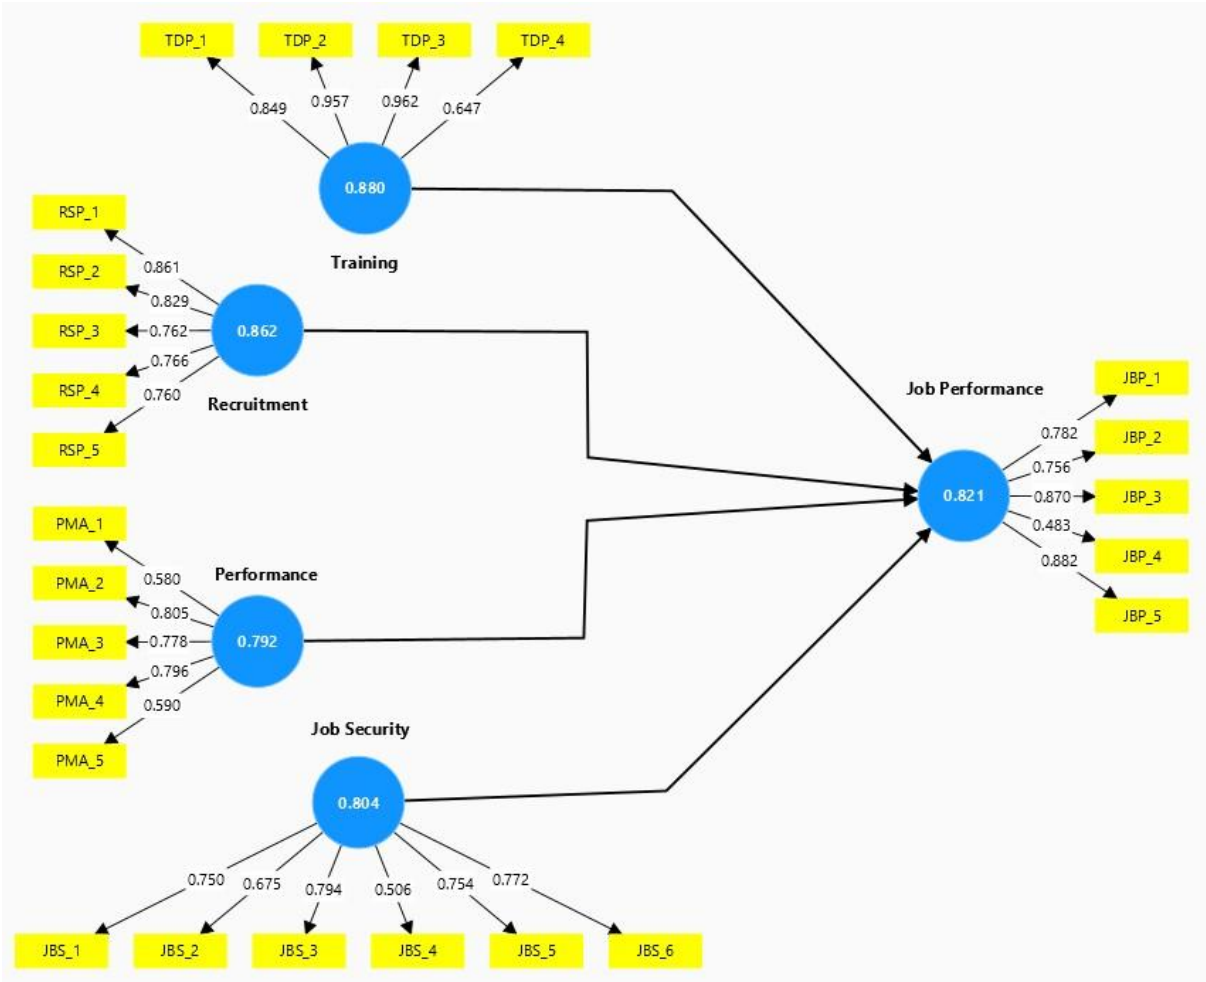 TDP_1
TDP_2
TDP_3
TDP_4
0.849
0.957
0.962
0.647
0.880
Training
RSP_1
RSP_2
RSP_3
RSP_4
RSP_5
0.861
0.829
0.762
0.766
0.760
0.862
Recruitment
PMA_1
PMA_2
PMA_3
PMA_4
PMA_5
0.580
0.805
0.778
0.796
0.590
Performance
0.792
Job Security
0.804
0.750
0.675
0.794
0.506
0.754
0.772
JBS_1
JBS_2
JBS_3
JBS_4
JBS_5
JBS_6
Job Performance
0.821
0.782
0.756
0.870
0.483
0.882
JBP_1
JBP_2
JBP_3
JBP_4
JBP_5